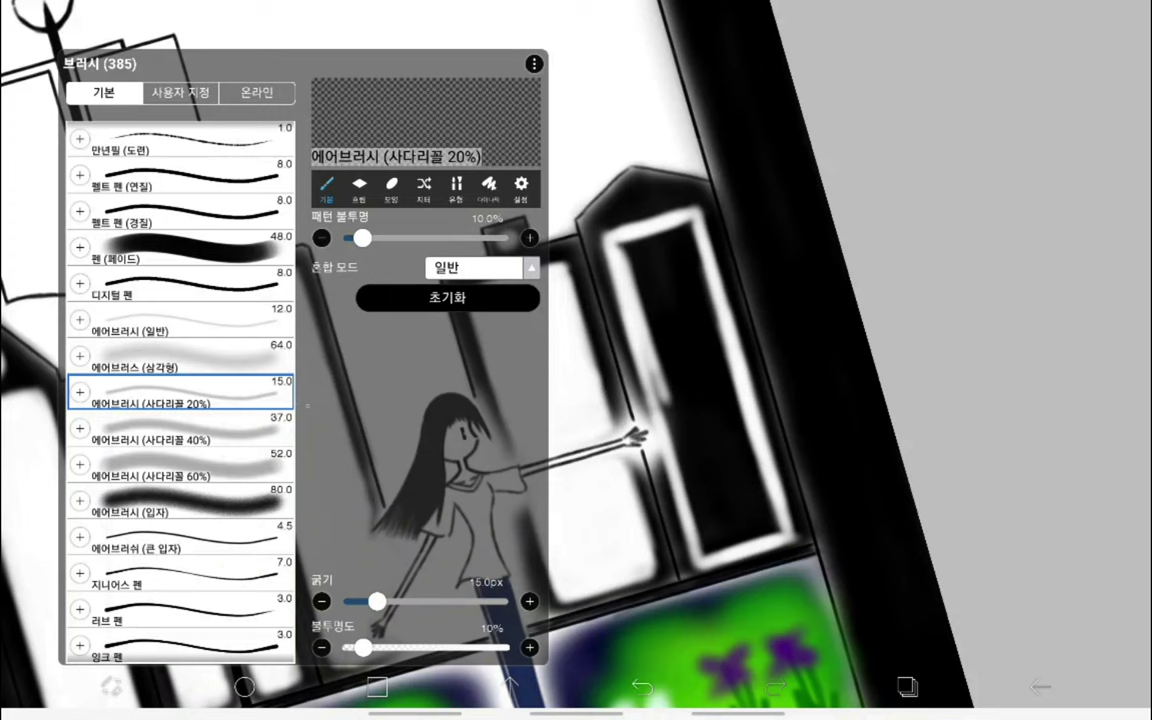 브러시 (385)
기본 사용자 지정 온라인
1.0
만년필 (도련)
8.0
펠트 펜 (연질)
8.0
펠트 펜 (경질)
48.0
펜 (페이드)
8.0
디지털 펜
12.0
에어브러시 (일반)
64.0
에어브러스 (삼각형)
15.0
에어브러시 (사다리꼴 20%)
37.0
에어브러시 (사다리꼴 40%)
52.0
에어브러시 (사다리꼴 60%)
80.0
에어브러시 (입자)
4.5
에어브러쉬 (큰 입자)
7.0
지니어스 펜
3.0
러브 펜
3.0
잉크 펜
에어브러시 (사다리꼴 20%)
기본 모양 지터 유형 설정
패턴 불투명 10.0%
혼합 모드 일반
초기화
굵기 15.0px
불투명도 10%